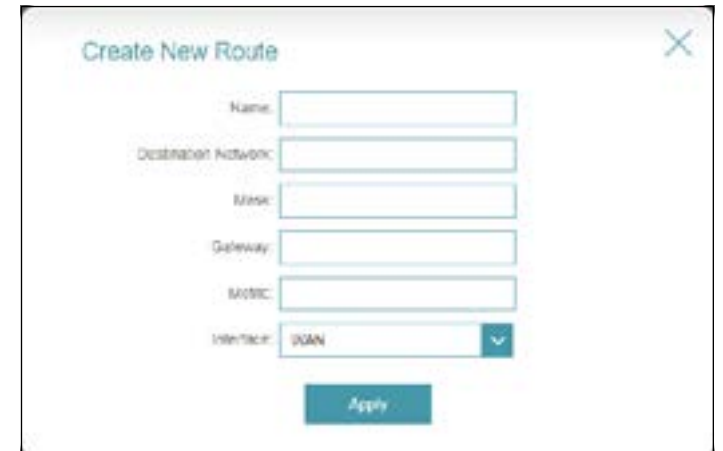 Create New Route
Name:
Destination Network:
Mask:
Gateway:
Metric:
Interface: WAN
Apply